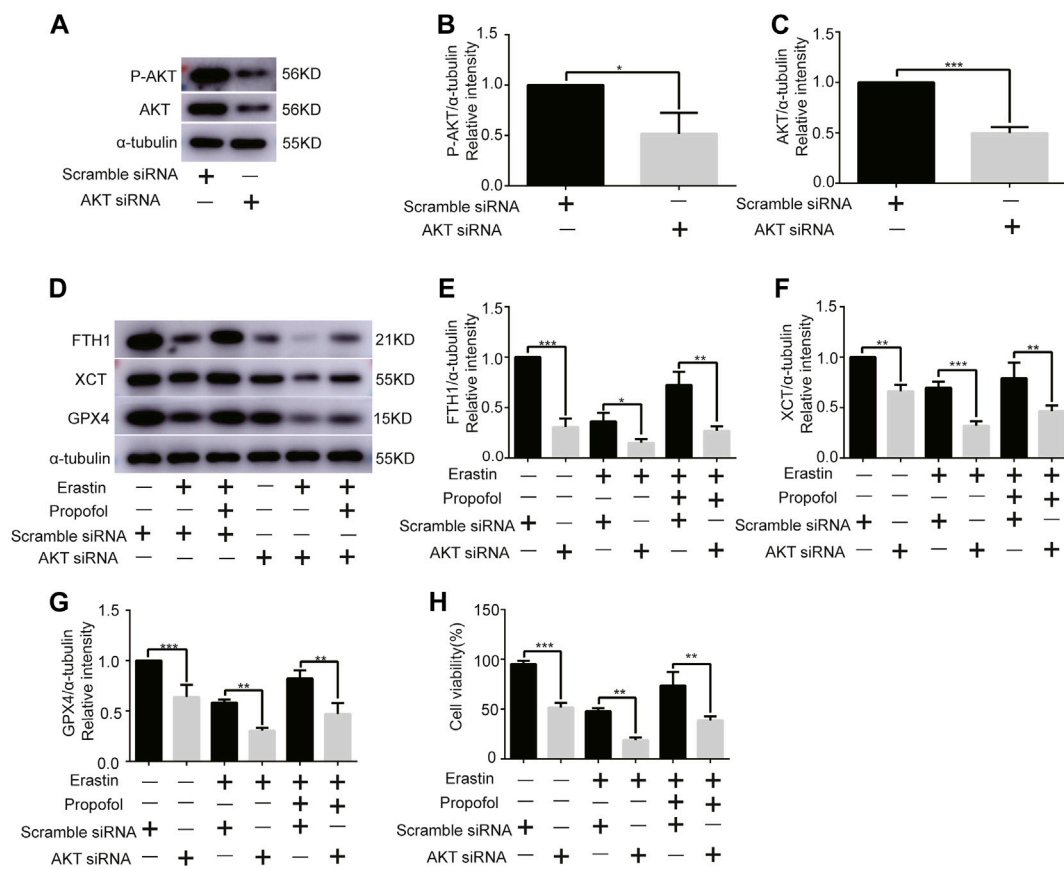 A
P-AKT 56KD
AKT 56KD
α-tubulin 55KD
Scramble siRNA + —
AKT siRNA — +
B
P-AKT/α-tubulin
Relative intensity
1.5
1.0
0.5
0.0
*
Scramble siRNA + —
AKT siRNA — +
C
AKT/α-tubulin
Relative intensity
1.5
1.0
0.5
0.0
***
Scramble siRNA + —
AKT siRNA — +
D
FTH1 21KD
XCT 55KD
GPX4 15KD
α-tubulin 55KD
Erastin — + + — + +
Propofol — — + — — +
Scramble siRNA + + + — — —
AKT siRNA — — — + + +
E
FTH1/α-tubulin
Relative intensity
1.5
1.0
0.5
0.0
*** * **
Erastin — — + + + +
Propofol — — — — + +
Scramble siRNA + — + — + —
AKT siRNA — + — + — +
F
XCT/α-tubulin
Relative intensity
1.5
1.0
0.5
0.0
** *** **
Erastin — — + + + +
Propofol — — — — + +
Scramble siRNA + — + — + —
AKT siRNA — + — + — +
G
GPX4/α-tubulin
Relative intensity
1.5
1.0
0.5
0.0
*** ** **
Erastin — — + + + +
Propofol — — — — + +
Scramble siRNA + — + — + —
AKT siRNA — + — + — +
H
Cell viability(%)
150
100
50
0
*** ** **
Erastin — — + + + +
Propofol — — — — + +
Scramble siRNA + — + — + —
AKT siRNA — + — + — +